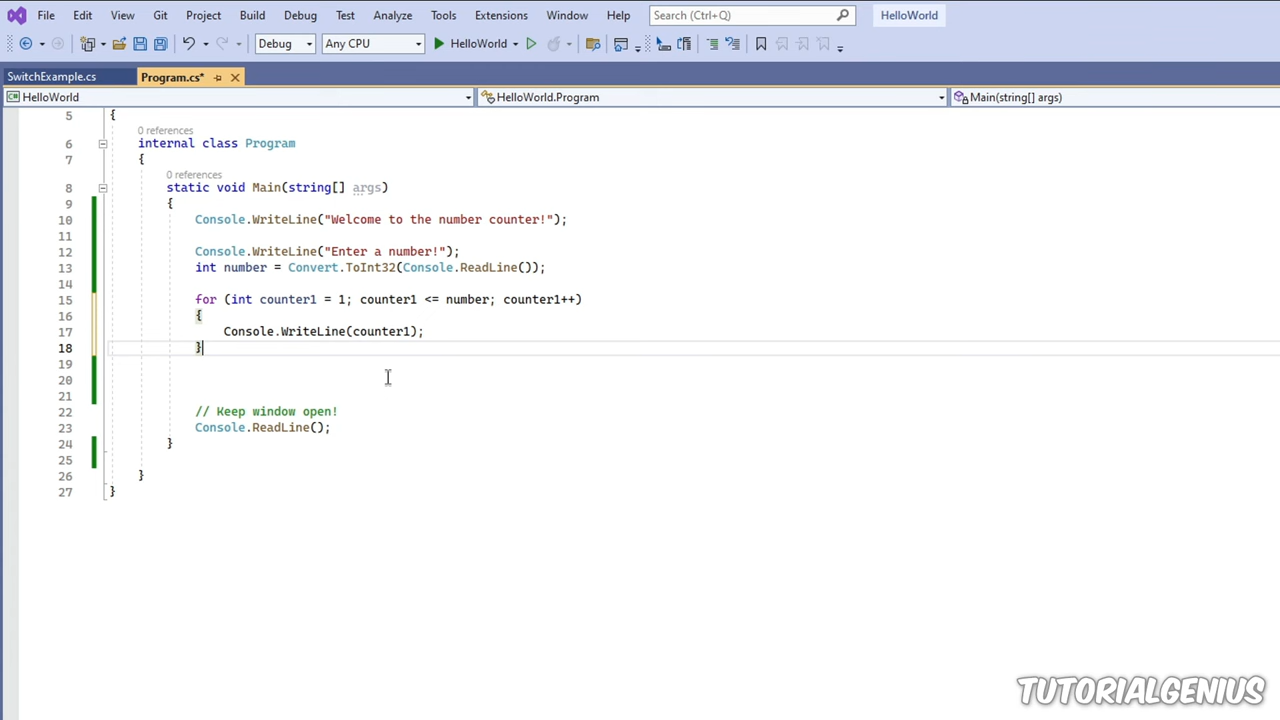 File Edit View Git Project Build Debug Test Analyze Tools Extensions Window Help Search (Ctrl+Q) HelloWorld
Debug Any CPU HelloWorld
SwitchExample.cs Program.cs*
HelloWorld HelloWorld.Program Main(string[] args)
5 {
0 references
6 internal class Program
7 {
0 references
8 static void Main(string[] args)
9 {
10 Console.WriteLine("Welcome to the number counter!");
11
12 Console.WriteLine("Enter a number!");
13 int number = Convert.ToInt32(Console.ReadLine());
14
15 for (int counter1 = 1; counter1 <= number; counter1++)
16 {
17 Console.WriteLine(counter1);
18 }
19
20
21
22 // Keep window open!
23 Console.ReadLine();
24 }
25
26 }
27 }
TUTORIALGENIUS